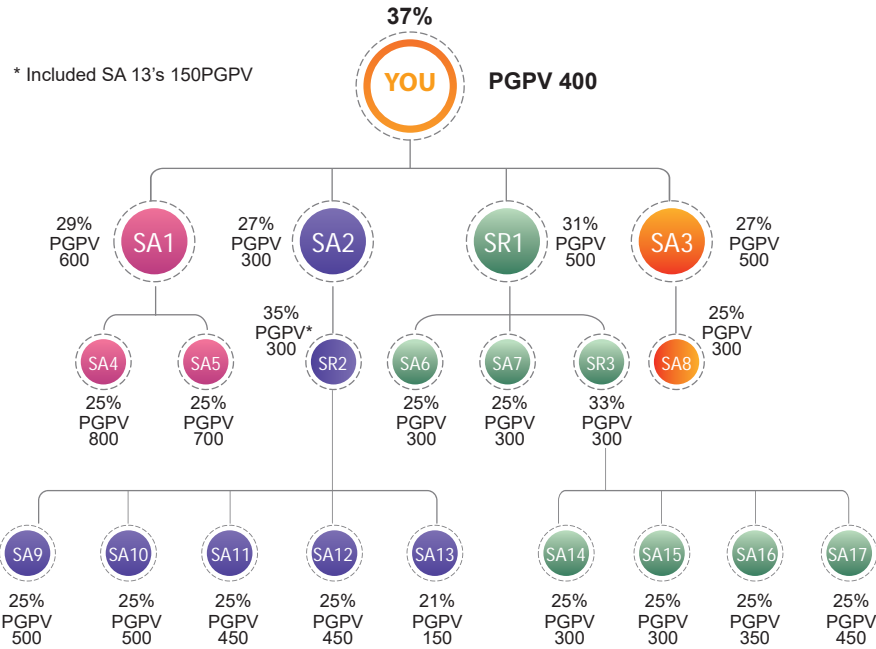 37%
* Included SA 13's 150PGPV
YOU
PGPV 400
29%
PGPV
600
SA1
27%
PGPV
300
SA2
SR1
31%
PGPV
500
SA3
27%
PGPV
500
SA4
25%
PGPV
800
SA5
25%
PGPV
700
35%
PGPV*
300
SR2
SA6
25%
PGPV
300
SA7
25%
PGPV
300
SR3
33%
PGPV
300
SA8
25%
PGPV
300
SA9
25%
PGPV
500
SA10
25%
PGPV
500
SA11
25%
PGPV
450
SA12
25%
PGPV
450
SA13
21%
PGPV
150
SA14
25%
PGPV
300
SA15
25%
PGPV
300
SA16
25%
PGPV
350
SA17
25%
PGPV
450